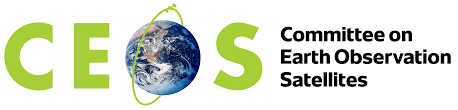 CEOS
Committee on
Earth Observation
Satellites